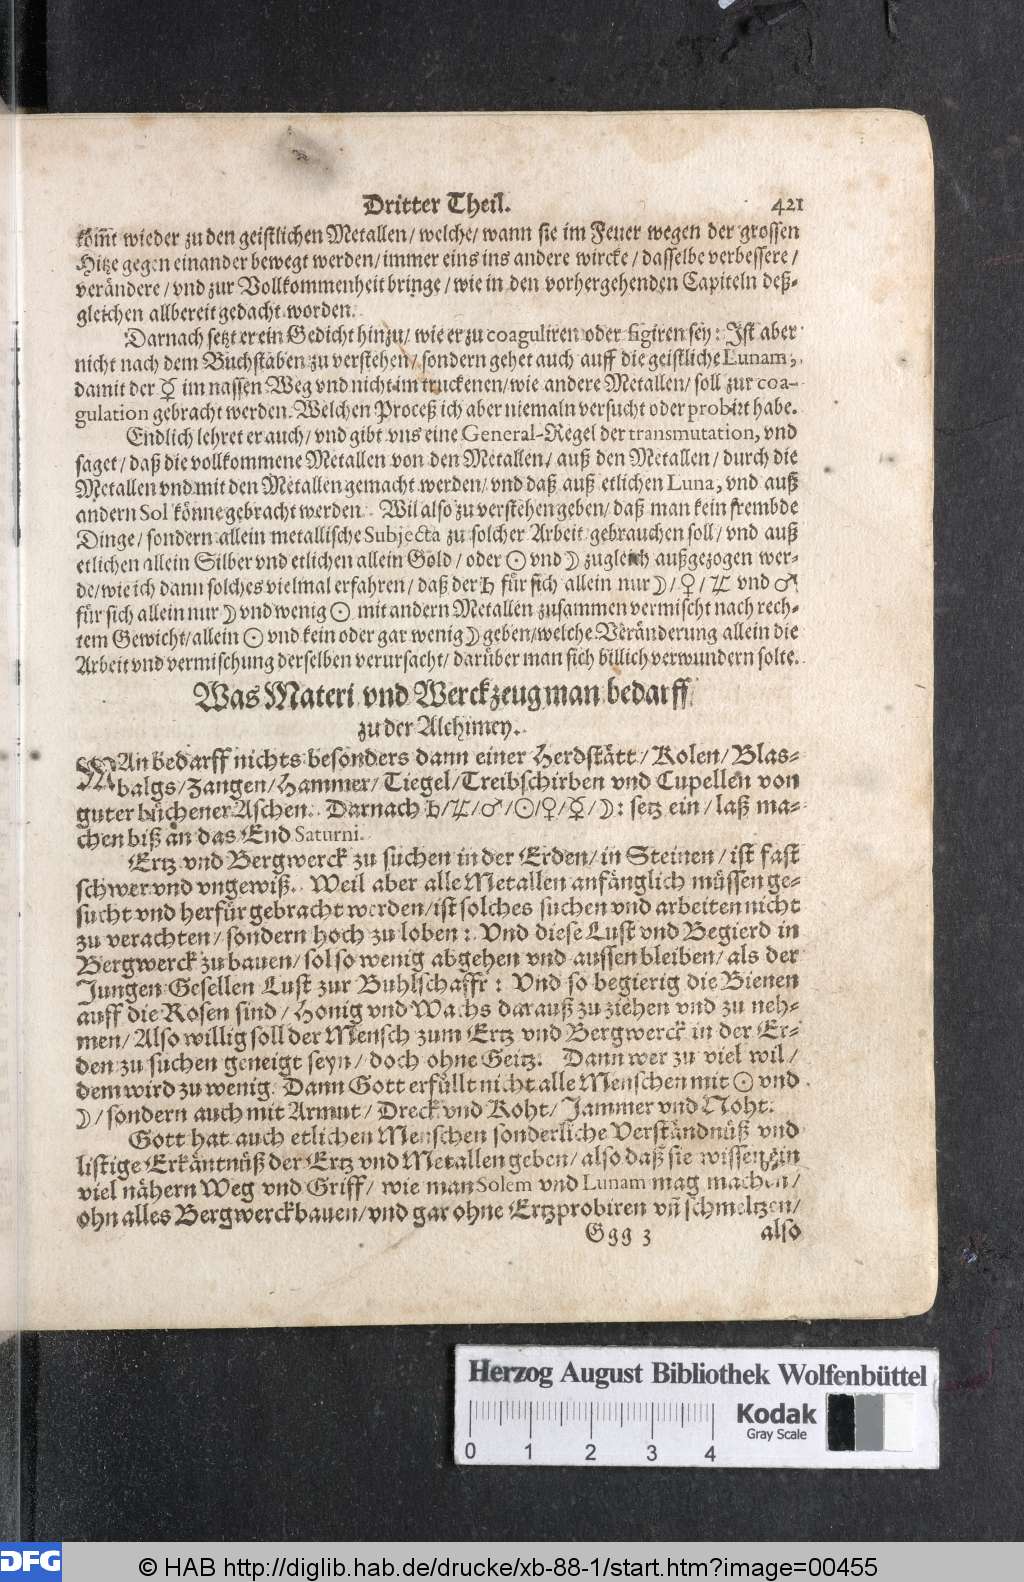 Dritter Theil. 421
kom̃t wieder zu den geistlichen Metallen/ welche/ wann sie im Feuer wegen der grossen
Hitze gegen einander bewegt werden/ immer eins ins andere wircke/ dasselbe verbessere/
verändere/ vnd zur Vollkommenheit bringe/ wie in den vorhergehenden Capiteln deß-
gleichen allbereit gedacht worden.
Darnach setzt er ein Gedicht hinzu/ wie er zu coaguliren oder figiren sey: Ist aber
nicht nach dem Buchstaben zu verstehen/ sondern gehet auch auff die geistliche Lunam,
damit der ☿ im nassen Weg vnd nicht im truckenen/ wie andere Metallen/ soll zur coa-
gulation gebracht werden. Welchen Proceß ich aber niemaln versucht oder probirt habe.
Endlich lehret er auch/ vnd gibt vns eine General-Regel der transmutation, vnd
saget/ daß die vollkommene Metallen von den Metallen/ auß den Metallen/ durch die
Metallen vnd mit den Metallen gemacht werden/ vnd daß auß etlichen Luna, vnd auß
andern Sol könne gebracht werden. Wil also zu verstehen geben/ daß man kein frembde
Dinge/ sondern allein metallische Subjecta zu solcher Arbeit gebrauchen soll/ vnd auß
etlichen allein Silber vnd etlichen allein Gold/ oder ☉ vnd ☽ zugleich außgezogen wer-
de/ wie ich dann solches vielmal erfahren/ daß der ♄ für sich allein nur ☽/ ♀/ ♃ vnd ♂
für sich allein nur ☽ vnd wenig ☉ mit andern Metallen zusammen vermischt nach rech-
tem Gewicht/ allein ☉ vnd kein oder gar wenig ☽ geben/ welche Veränderung allein die
Arbeit vnd vermischung derselben verursacht/ darüber man sich billich verwundern solte.
Was Materi vnd Werckzeug man bedarff
zu der Alchimey.
MAn bedarff nichts besonders dann einer Herdstätt/ Kolen/ Blas-
balgs/ Zangen/ Hammer/ Tiegel/ Treibschirben vnd Cupellen von
guter büchener Aschen. Darnach ♄/ ♃/ ♂/ ☉/ ♀/ ☿/ ☽: setz ein/ laß ma-
chen biß an das End Saturni.
Ertz vnd Bergwerck zu suchen in der Erden/ in Steinen/ ist fast
schwer vnd vngewiß. Weil aber alle Metallen anfänglich müssen ge-
sucht vnd herfür gebracht werden/ ist solches suchen vnd arbeiten nicht
zu verachten/ sondern hoch zu loben: Vnd diese Lust vnd Begierd in
Bergwerck zu bauen/ sol so wenig abgehen vnd aussen bleiben/ als der
Jungen Gesellen Lust zur Buhlschafft: Vnd so begierig die Bienen
auff die Rosen sind/ Honig vnd Wachs darauß zu ziehen vnd zu neh-
men/ Also willig soll der Mensch zum Ertz vnd Bergwerck in der Er-
den zu suchen geneigt seyn/ doch ohne Geitz. Dann wer zu viel wil/
dem wird zu wenig. Dann Gott erfüllt nicht alle Menschen mit ☉ vnd
☽/ sondern auch mit Armut/ Dreck vnd Koht/ Jammer vnd Noht.
Gott hat auch etlichen Menschen sonderliche Verständnüß vnd
listige Erkäntnüß der Ertz vnd Metallen geben/ also daß sie wissen ein
viel nähern Weg vnd Griff/ wie man Solem vnd Lunam mag machen/
ohn alles Bergwerckbauen/ vnd gar ohne Ertzprobiren vñ schmeltzen/
Ggg 3 also
Herzog August Bibliothek Wolfenbüttel
0 1 2 3 4
Kodak
Gray Scale
DFG
© HAB http://diglib.hab.de/drucke/xb-88-1/start.htm?image=00455